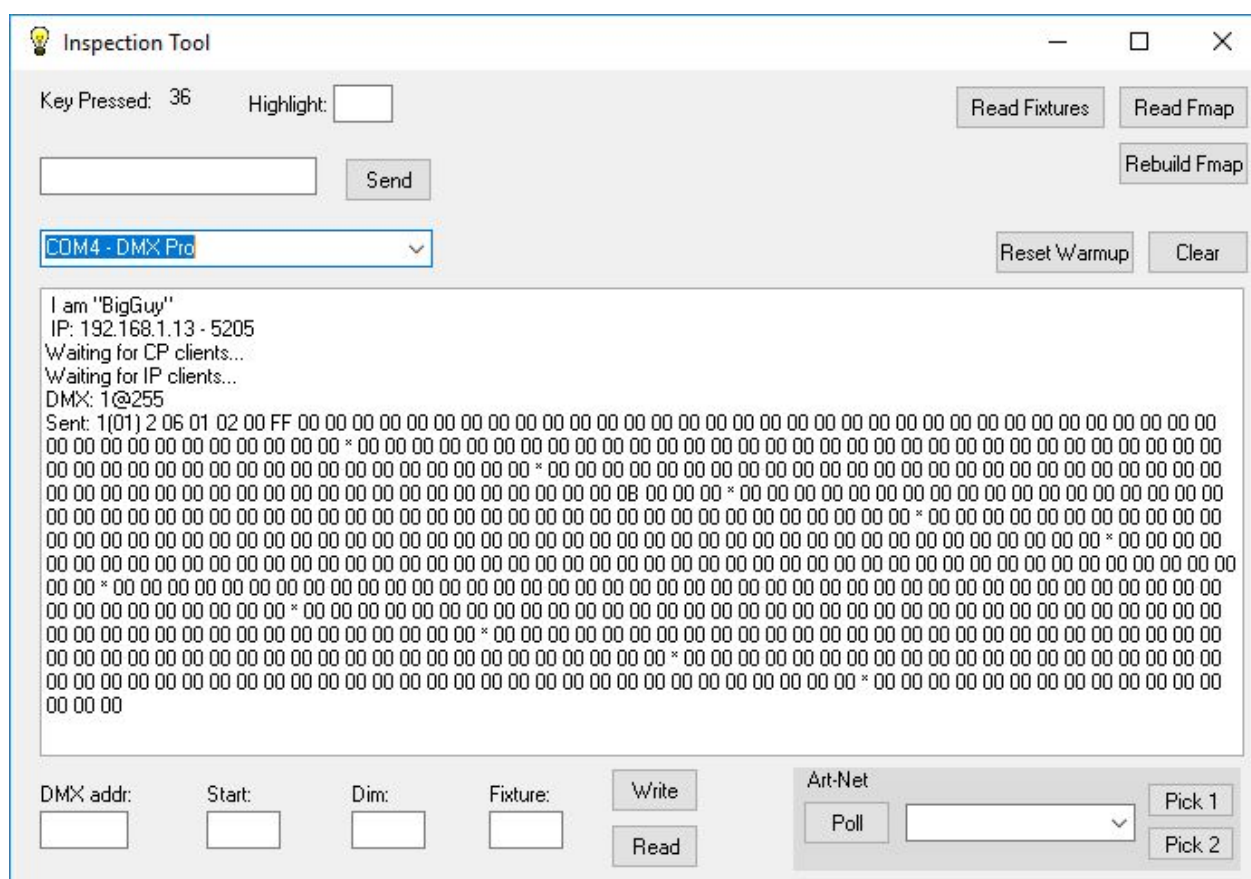 Inspection Tool
Key Pressed: 36 Highlight: Read Fixtures Read Fmap
Rebuild Fmap
Send
COM4 - DMX Pro Reset Warmup Clear
I am "BigGuy"
IP: 192.168.1.13 - 5205
Waiting for CP clients...
Waiting for IP clients...
DMX: 1@255
Sent: 1(01) 2 06 01 02 00 FF 00 00 00 00 00 00 00 00 00 00 00 00 00 00 00 00 00 00 00 00 00 00 00 00 00 00 00 00 00 00 00 00 00 00
00 00 00 00 00 00 00 00 00 00 00 * 00 00 00 00 00 00 00 00 00 00 00 00 00 00 00 00 00 00 00 00 00 00 00 00 00 00 00 00 00 00 00 00
00 00 00 00 00 00 00 00 00 00 00 00 00 00 00 00 00 00 * 00 00 00 00 00 00 00 00 00 00 00 00 00 00 00 00 00 00 00 00 00 00 00 00 00
00 00 00 00 00 00 00 00 00 00 00 00 00 00 00 00 00 00 00 00 00 0B 00 00 00 * 00 00 00 00 00 00 00 00 00 00 00 00 00 00 00 00 00 00
00 00 00 00 00 00 00 00 00 00 00 00 00 00 00 00 00 00 00 00 00 00 00 00 00 00 00 00 00 00 00 00 * 00 00 00 00 00 00 00 00 00 00 00
00 00 00 00 00 00 00 00 00 00 00 00 00 00 00 00 00 00 00 00 00 00 00 00 00 00 00 00 00 00 00 00 00 00 00 00 00 00 00 * 00 00 00 00
00 00 00 00 00 00 00 00 00 00 00 00 00 00 00 00 00 00 00 00 00 00 00 00 00 00 00 00 00 00 00 00 00 00 00 00 00 00 00 00 00 00 00 00
00 00 * 00 00 00 00 00 00 00 00 00 00 00 00 00 00 00 00 00 00 00 00 00 00 00 00 00 00 00 00 00 00 00 00 00 00 00 00 00 00 00 00 00
00 00 00 00 00 00 00 00 00 * 00 00 00 00 00 00 00 00 00 00 00 00 00 00 00 00 00 00 00 00 00 00 00 00 00 00 00 00 00 00 00 00 00 00
00 00 00 00 00 00 00 00 00 00 00 00 00 00 00 00 * 00 00 00 00 00 00 00 00 00 00 00 00 00 00 00 00 00 00 00 00 00 00 00 00 00 00 00
00 00 00 00 00 00 00 00 00 00 00 00 00 00 00 00 00 00 00 00 00 00 00 * 00 00 00 00 00 00 00 00 00 00 00 00 00 00 00 00 00 00 00 00
00 00 00 00 00 00 00 00 00 00 00 00 00 00 00 00 00 00 00 00 00 00 00 00 00 00 00 00 00 00 * 00 00 00 00 00 00 00 00 00 00 00 00 00
00 00 00
DMX addr: Start: Dim: Fixture: Write Art-Net
Poll Pick 1
Read Pick 2